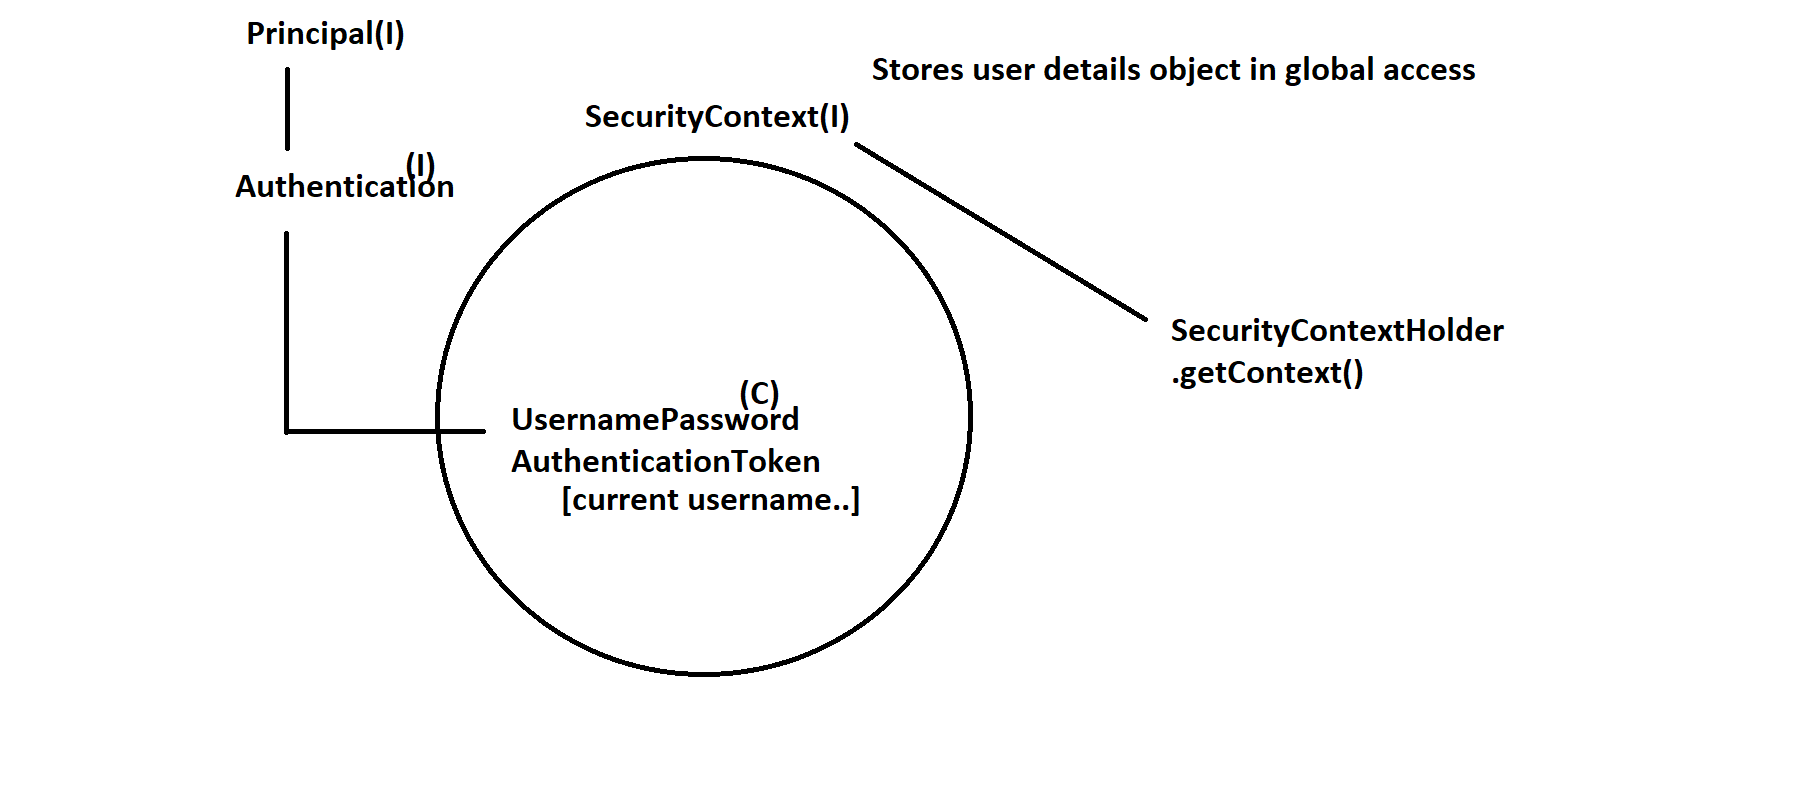 Principal(I)
Stores user details object in global access
SecurityContext(I)
(I)
Authentication
SecurityContextHolder
.getContext()
(C)
UsernamePassword
AuthenticationToken
[current username..]